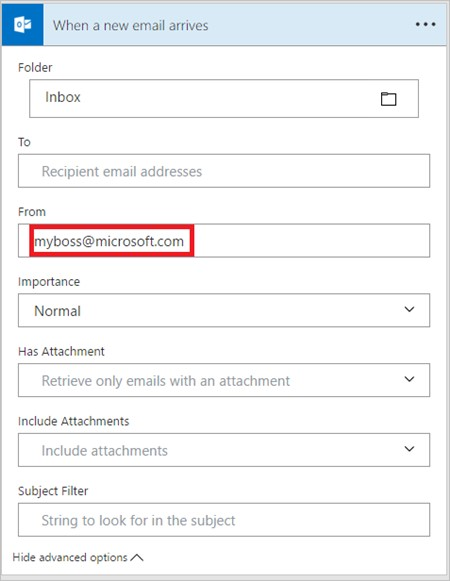 When a new email arrives
Folder
Inbox
To
Recipient email addresses
From
myboss@microsoft.com
Importance
Normal
Has Attachment
Retrieve only emails with an attachment
Include Attachments
Include attachments
Subject Filter
String to look for in the subject
Hide advanced options